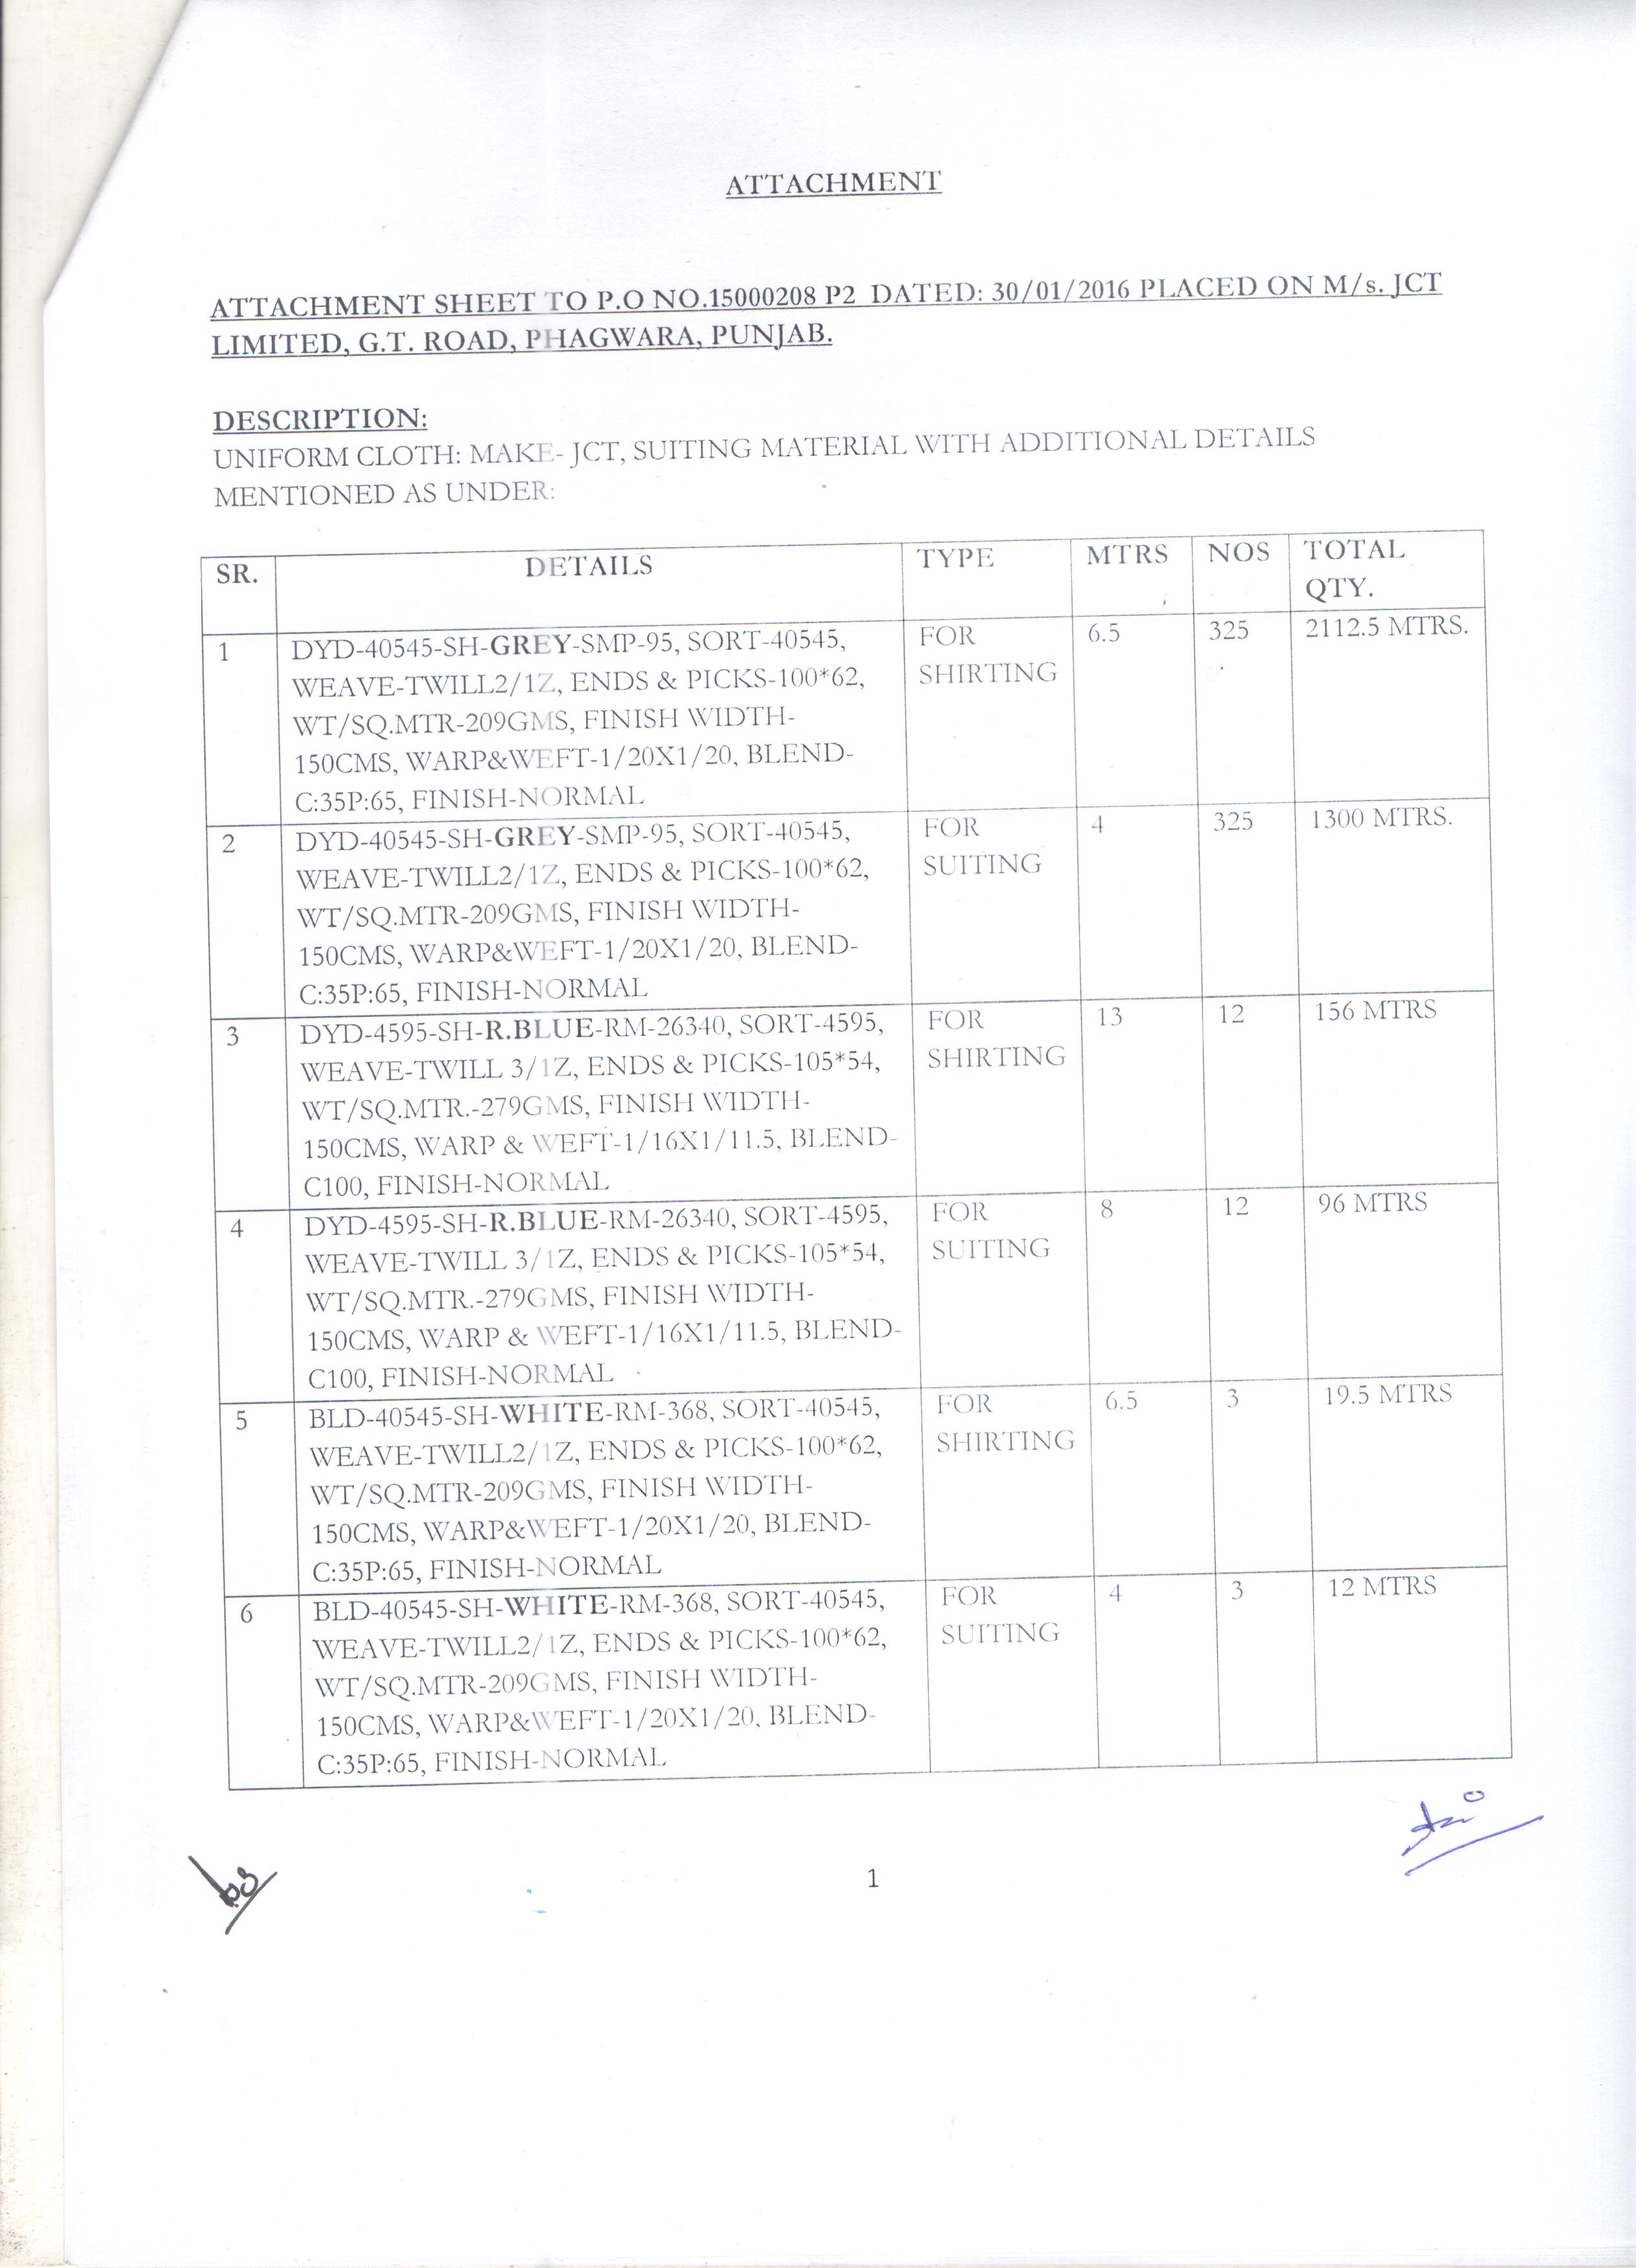 ATTACHMENT
ATTACHMENT SHEET TO P.O NO.15000208 P2 DATED: 30/01/2016 PLACED ON M/s. JCT
LIMITED, G.T. ROAD, PHAGWARA, PUNJAB.
DESCRIPTION:
UNIFORM CLOTH: MAKE- JCT, SUITING MATERIAL WITH ADDITIONAL DETAILS
MENTIONED AS UNDER:
SR. DETAILS TYPE MTRS NOS TOTAL
QTY.
1 DYD-40545-SH-GREY-SMP-95, SORT-40545, FOR 6.5 325 2112.5 MTRS.
WEAVE-TWILL2/1Z, ENDS & PICKS-100*62, SHIRTING
WT/SQ.MTR-209GMS, FINISH WIDTH-
150CMS, WARP&WEFT-1/20X1/20, BLEND-
C:35P:65, FINISH-NORMAL
2 DYD-40545-SH-GREY-SMP-95, SORT-40545, FOR 4 325 1300 MTRS.
WEAVE-TWILL2/1Z, ENDS & PICKS-100*62, SUITING
WT/SQ.MTR-209GMS, FINISH WIDTH-
150CMS, WARP&WEFT-1/20X1/20, BLEND-
C:35P:65, FINISH-NORMAL
3 DYD-4595-SH-R.BLUE-RM-26340, SORT-4595, FOR 13 12 156 MTRS
WEAVE-TWILL 3/1Z, ENDS & PICKS-105*54, SHIRTING
WT/SQ.MTR.-279GMS, FINISH WIDTH-
150CMS, WARP & WEFT-1/16X1/11.5, BLEND-
C100, FINISH-NORMAL
4 DYD-4595-SH-R.BLUE-RM-26340, SORT-4595, FOR 8 12 96 MTRS
WEAVE-TWILL 3/1Z, ENDS & PICKS-105*54, SUITING
WT/SQ.MTR.-279GMS, FINISH WIDTH-
150CMS, WARP & WEFT-1/16X1/11.5, BLEND-
C100, FINISH-NORMAL
5 BLD-40545-SH-WHITE-RM-368, SORT-40545, FOR 6.5 3 19.5 MTRS
WEAVE-TWILL2/1Z, ENDS & PICKS-100*62, SHIRTING
WT/SQ.MTR-209GMS, FINISH WIDTH-
150CMS, WARP&WEFT-1/20X1/20, BLEND-
C:35P:65, FINISH-NORMAL
6 BLD-40545-SH-WHITE-RM-368, SORT-40545, FOR 4 3 12 MTRS
WEAVE-TWILL2/1Z, ENDS & PICKS-100*62, SUITING
WT/SQ.MTR-209GMS, FINISH WIDTH-
150CMS, WARP&WEFT-1/20X1/20, BLEND-
C:35P:65, FINISH-NORMAL
1